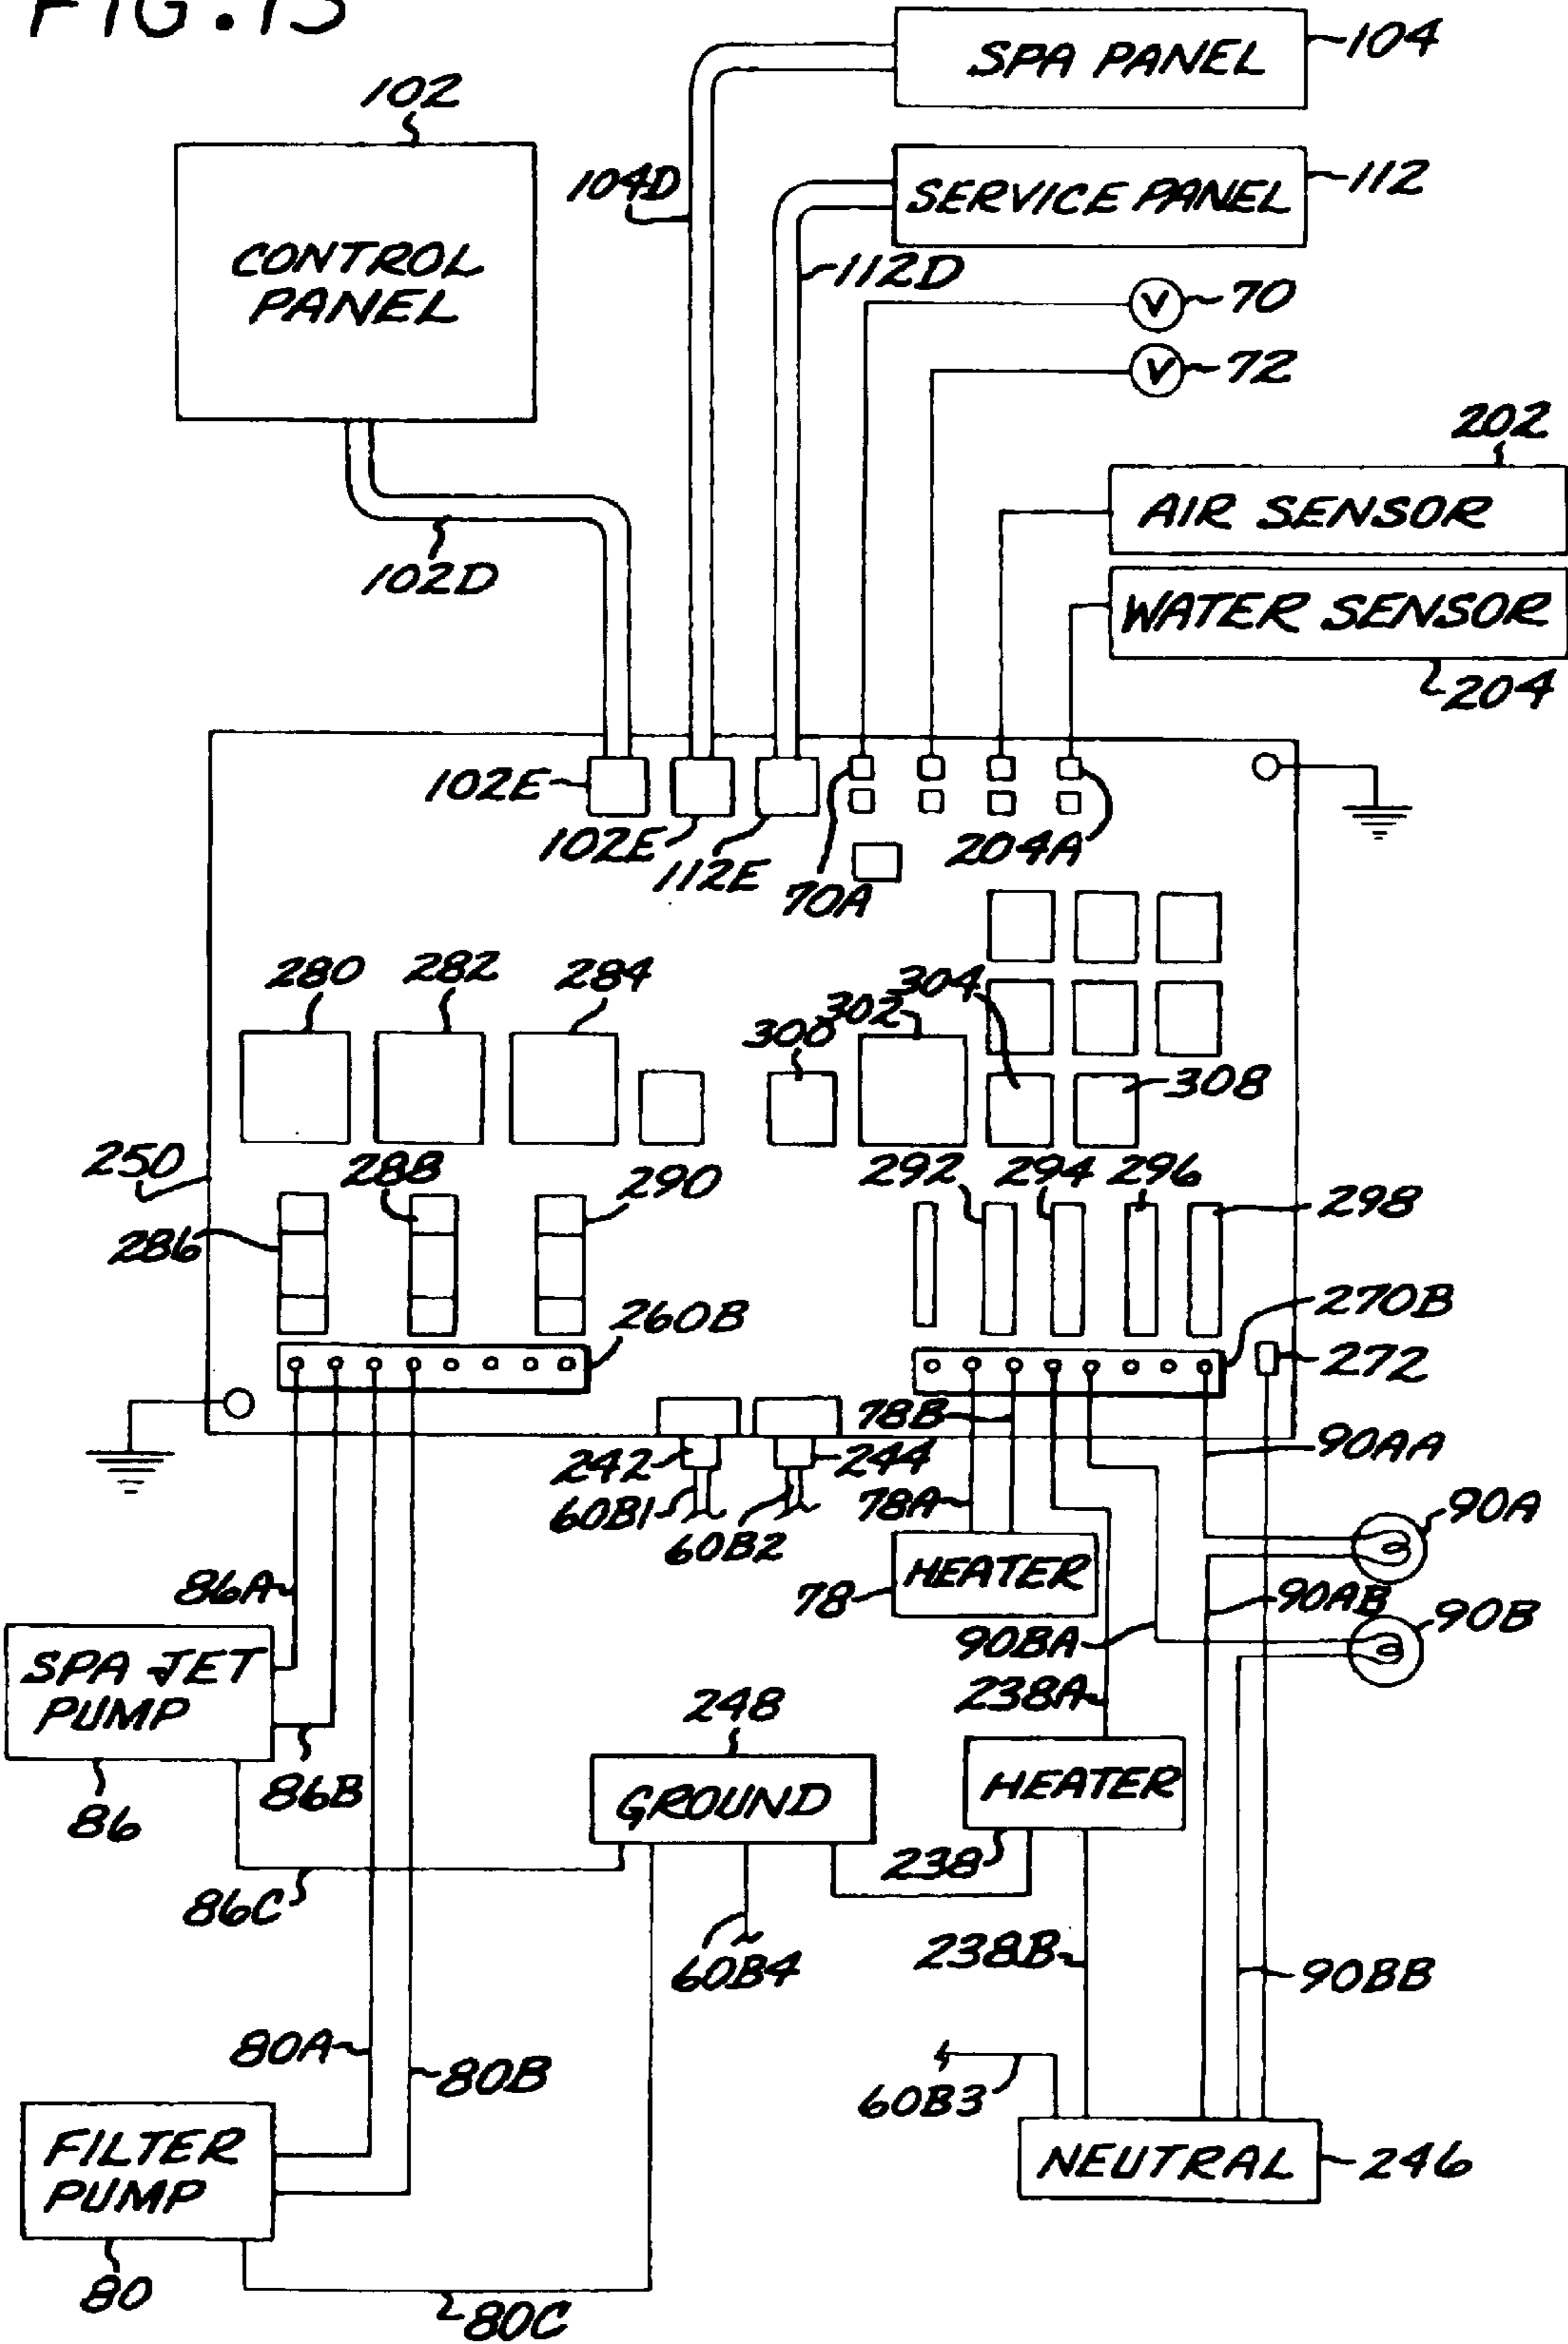 FIG. 13
SPA PANEL
104
102
104D
SERVICE PANEL
112
CONTROL
PANEL
112D
70
V
72
V
202
AIR SENSOR
102D
WATER SENSOR
204
102E
102E
112E
70A
204A
280
282
284
300
302
304
308
250
288
290
292
294
296
298
286
260B
270B
272
78B
242
244
90AA
60B1
60B2
78A
90A
HEATER
78
86A
90AB
90B
90BA
SPA JET
PUMP
238A
248
86B
86
GROUND
HEATER
238
86C
60B4
238B
90BB
80A
80B
60B3
FILTER
PUMP
NEUTRAL
246
80
80C